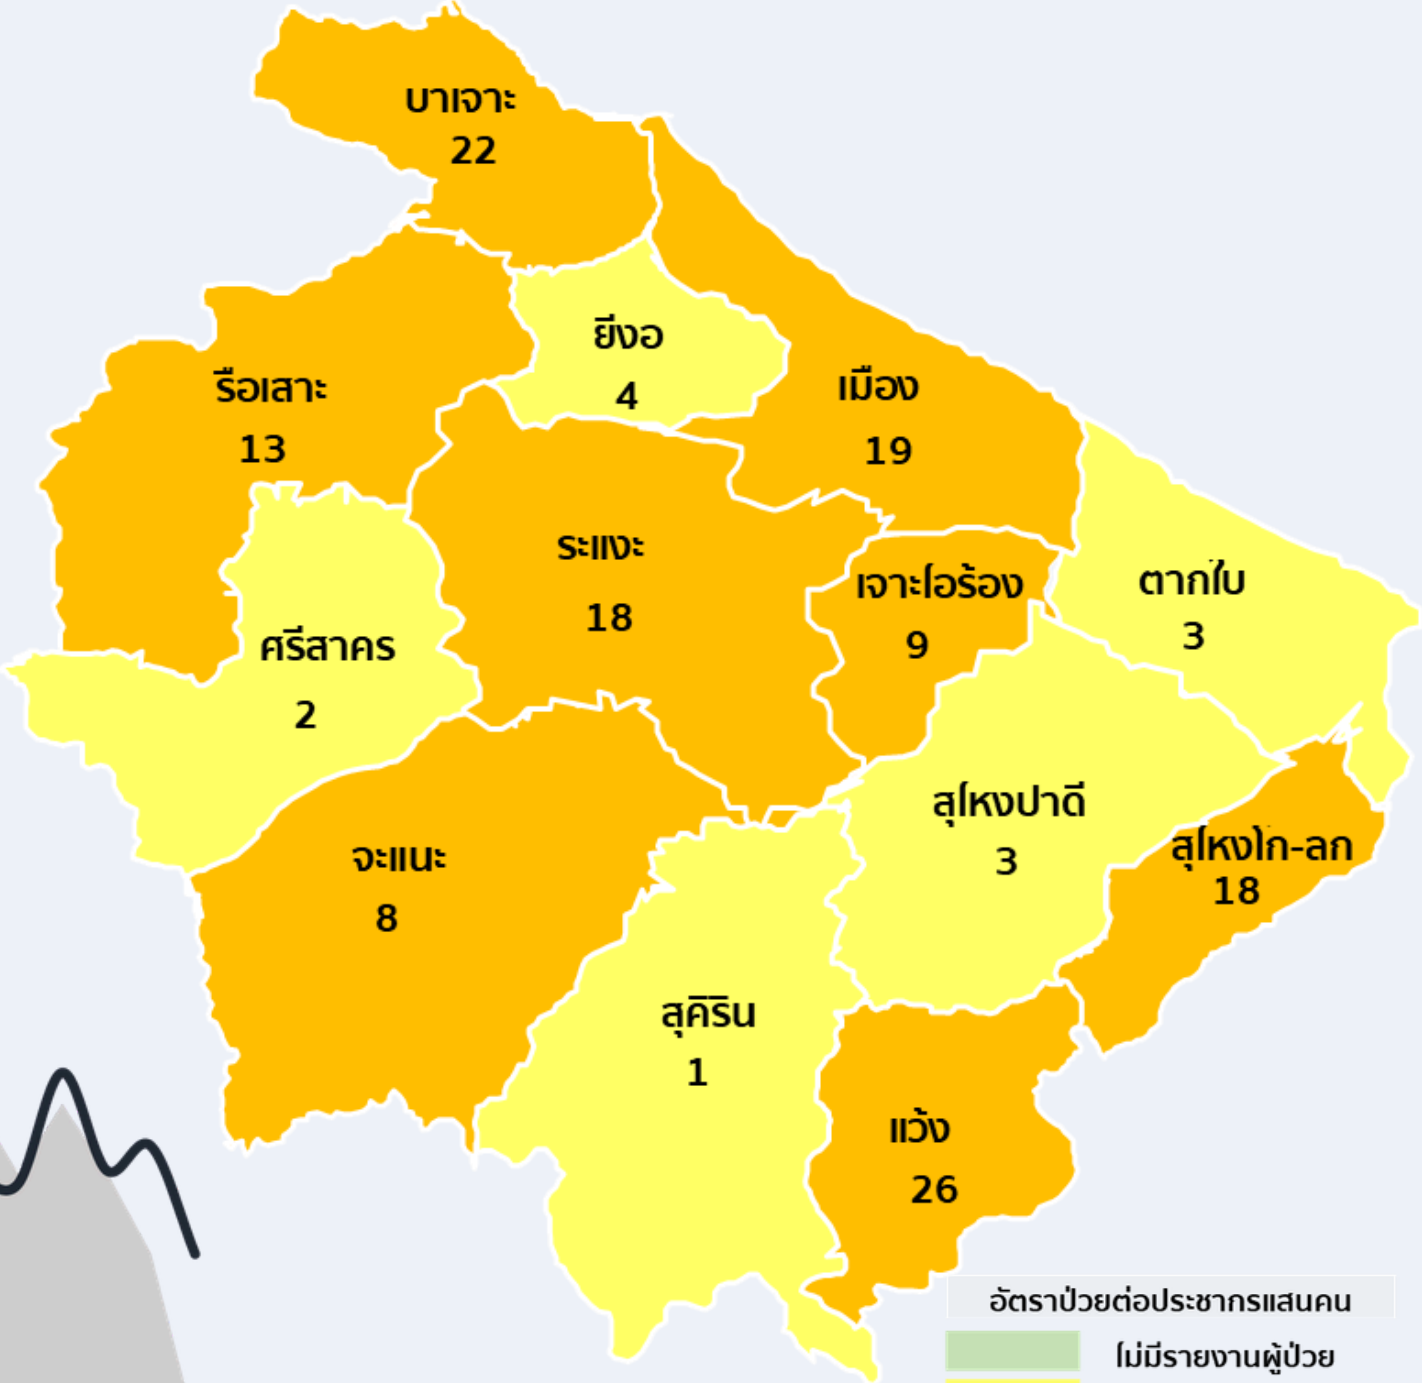 บาเจาะ
22
ยี่งอ
4
เมือง
19
รือเสาะ
13
ระแงะ
18
เจาะไอร้อง
9
ตากใบ
3
ศรีสาคร
2
สุไหงปาดี
3
สุไหงโก-ลก
18
จะแนะ
8
สุคิริน
1
แว้ง
26
อัตราป่วยต่อประชากรแสนคน
ไม่มีรายงานผู้ป่วย